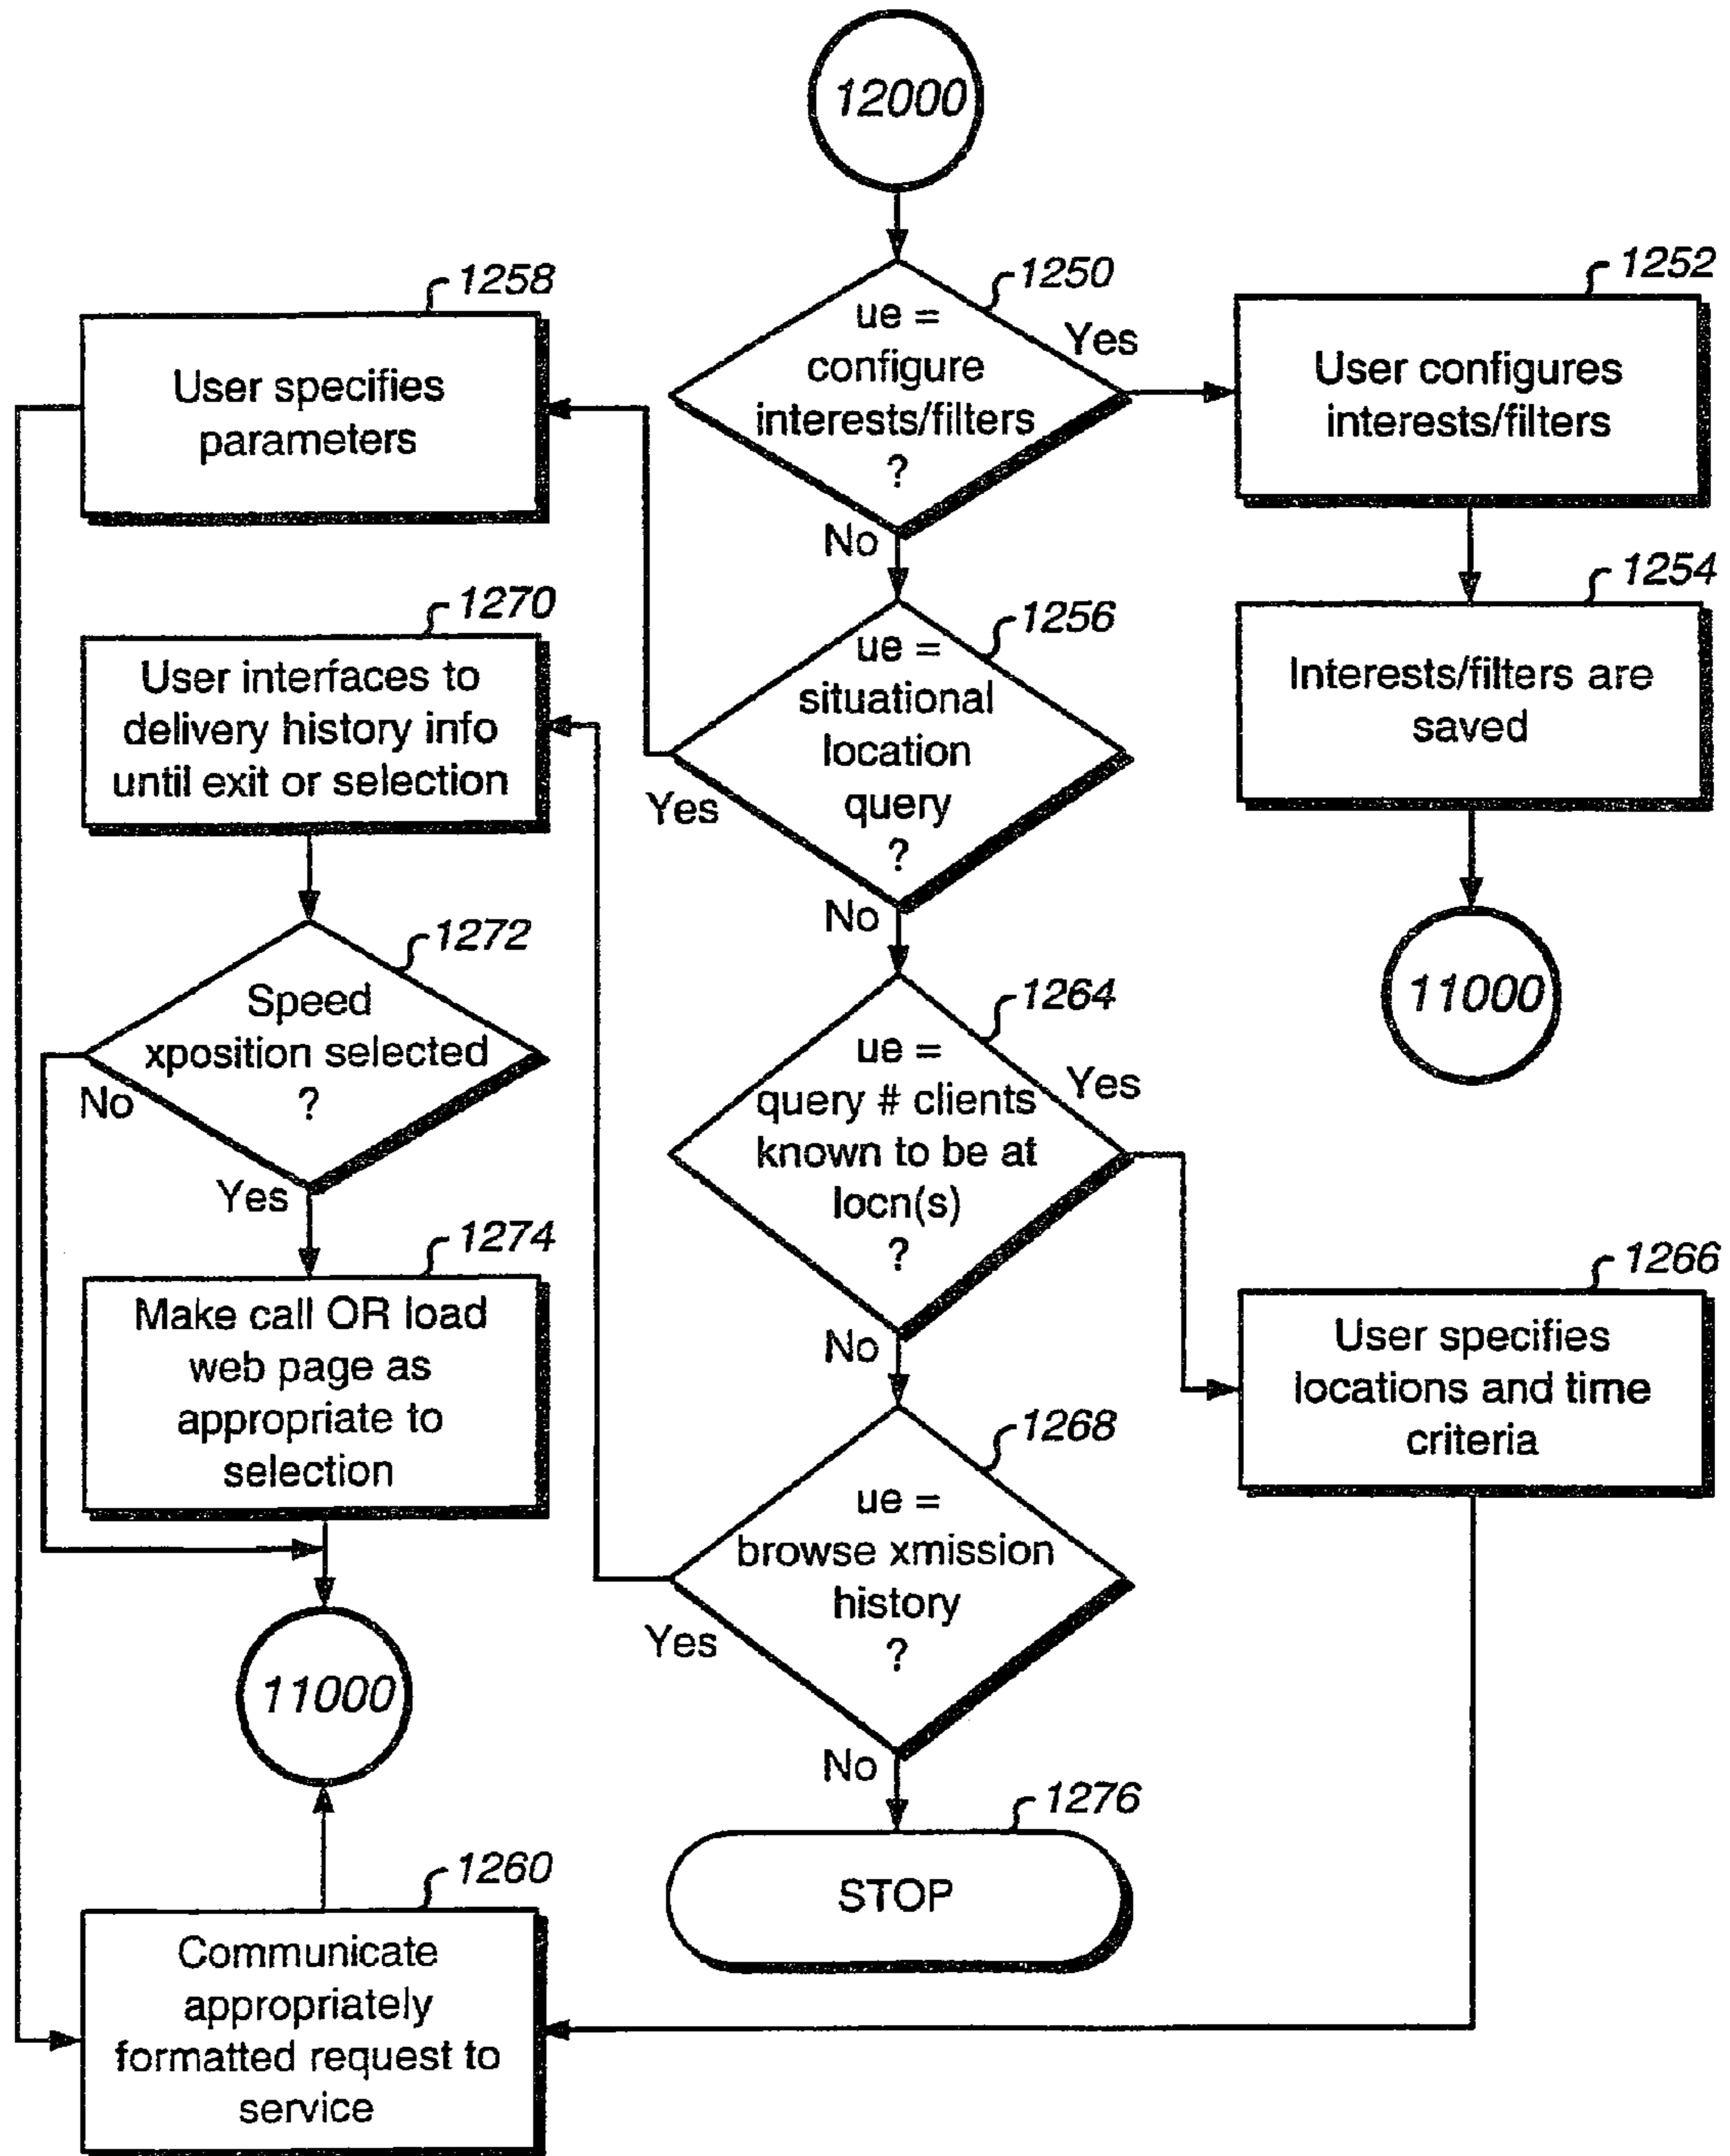 12000
1250
ue =
configure
interests/filters
?
Yes
No
1252
User configures
interests/filters
1254
Interests/filters are
saved
11000
1256
ue =
situational
location
query
?
Yes
No
1258
User specifies
parameters
1264
ue =
query # clients
known to be at
locn(s)
?
Yes
No
1266
User specifies
locations and time
criteria
1268
ue =
browse xmission
history
?
Yes
No
1270
User interfaces to
delivery history info
until exit or selection
1272
Speed
xposition selected
?
No
Yes
1274
Make call OR load
web page as
appropriate to
selection
11000
1260
Communicate
appropriately
formatted request to
service
1276
STOP